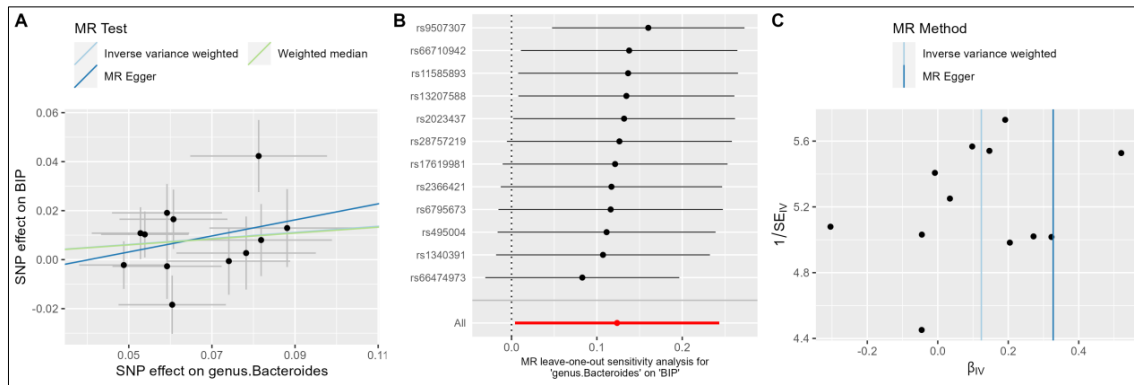 A
MR Test
Inverse variance weighted
Weighted median
MR Egger
SNP effect on BIP
0.06
0.04
0.02
0.00
-0.02
0.05
0.07
0.09
0.11
SNP effect on genus.Bacteroides
B
rs9507307
rs66710942
rs11585893
rs13207588
rs2023437
rs28757219
rs17619981
rs2366421
rs6795673
rs495004
rs1340391
rs66474973
All
0.0
0.1
0.2
MR leave-one-out sensitivity analysis for
'genus.Bacteroides' on 'BIP'
C
MR Method
Inverse variance weighted
MR Egger
1/SEIV
5.6
5.2
4.8
4.4
-0.2
0.0
0.2
0.4
βIV